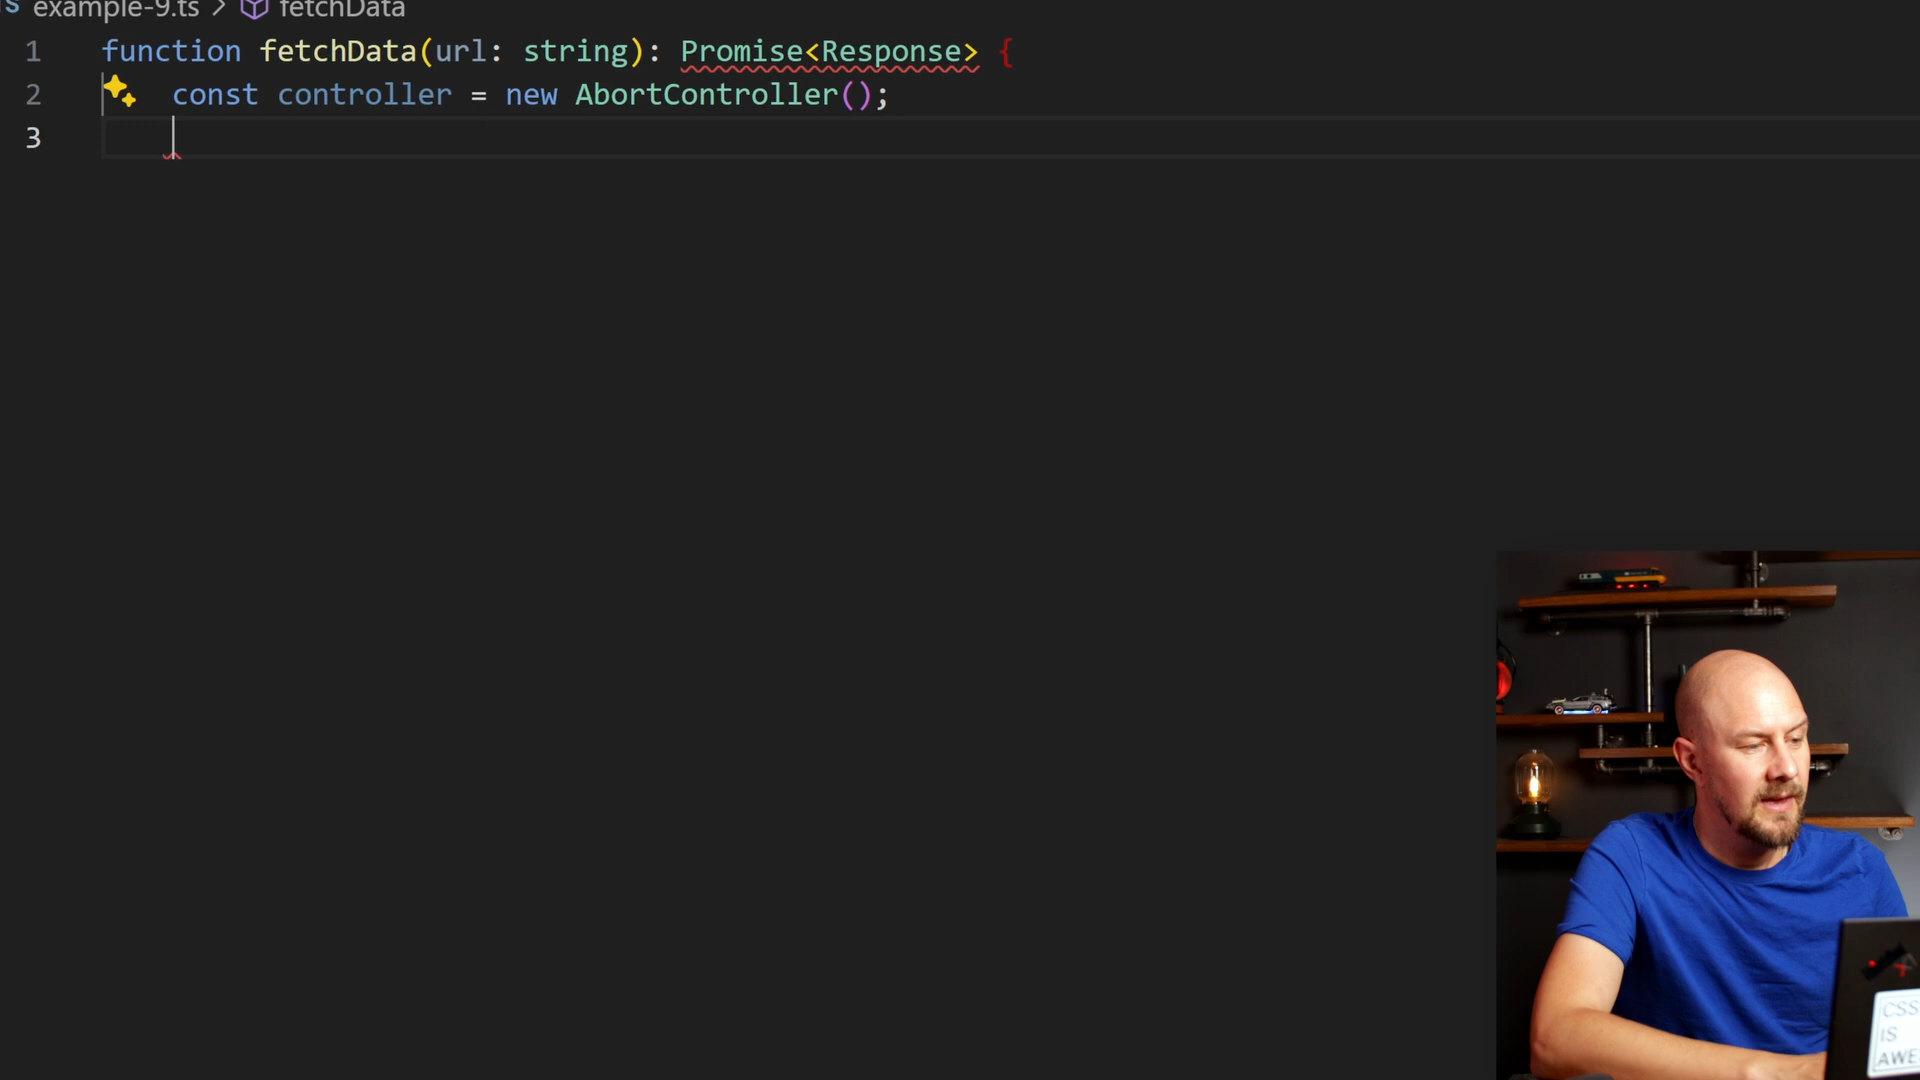 example-9.ts > fetchData
1 function fetchData(url: string): Promise<Response> {
2 const controller = new AbortController();
3
CSS
IS